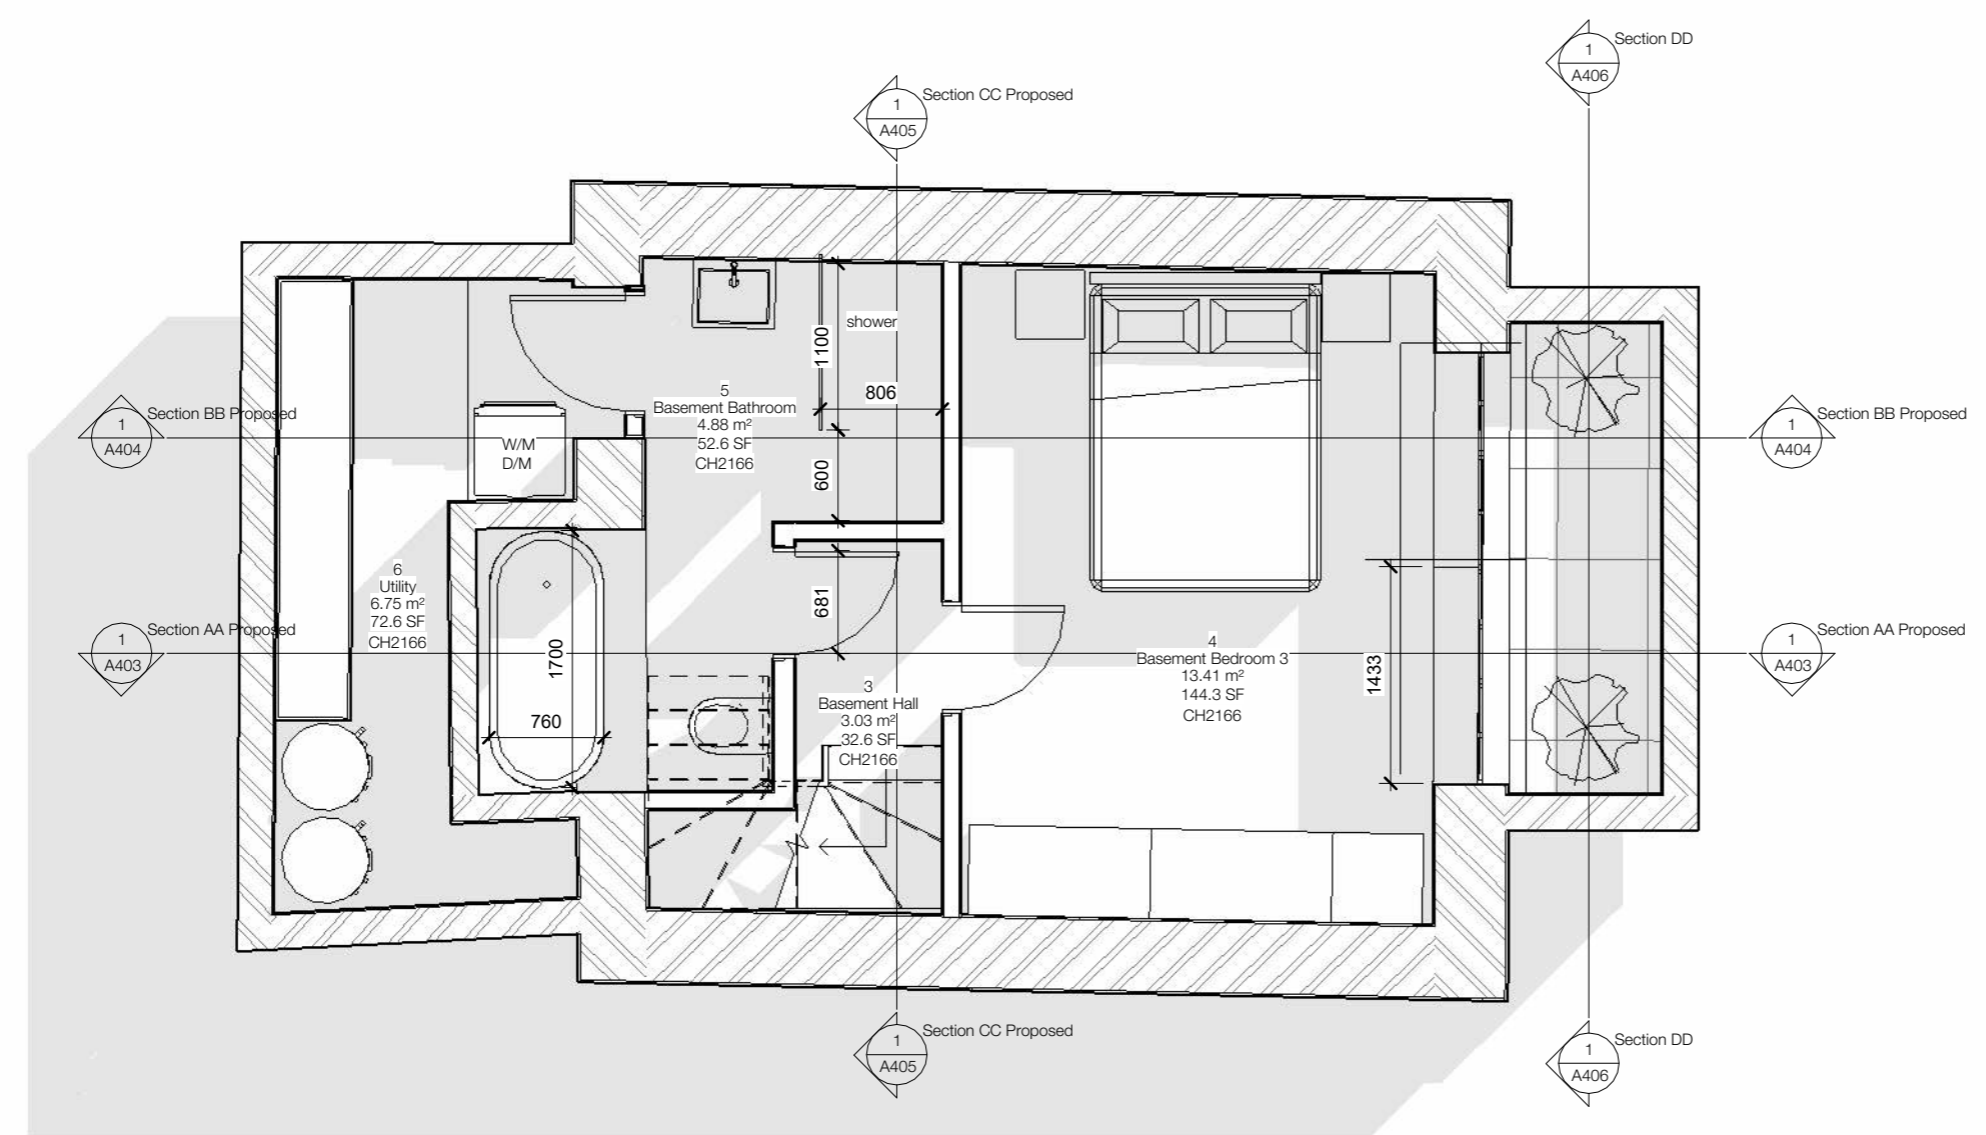 Section DD
1
A406
Section CC Proposed
1
A405
shower
1100
806
5
Basement Bathroom
4.88 m²
52.6 SF
CH2166
Section BB Proposed
1
A404
W/M
D/M
Section BB Proposed
1
A404
600
6
Utility
6.75 m²
72.6 SF
CH2166
681
Section AA Proposed
1
A403
1700
760
3
Basement Hall
3.03 m²
32.6 SF
CH2166
4
Basement Bedroom 3
13.41 m²
144.3 SF
CH2166
1433
Section AA Proposed
1
A403
Section CC Proposed
1
A405
Section DD
1
A406